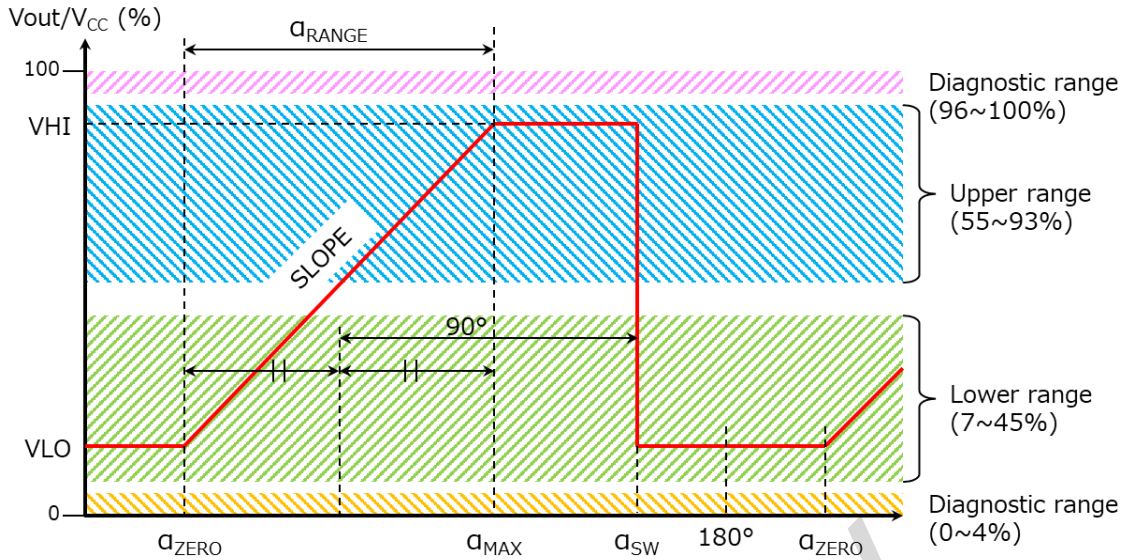 Vout/VCC (%)
αRANGE
100
Diagnostic range
(96~100%)
VHI
Upper range
(55~93%)
SLOPE
90°
Lower range
(7~45%)
VLO
0
Diagnostic range
(0~4%)
αZERO
αMAX
αSW
180°
αZERO